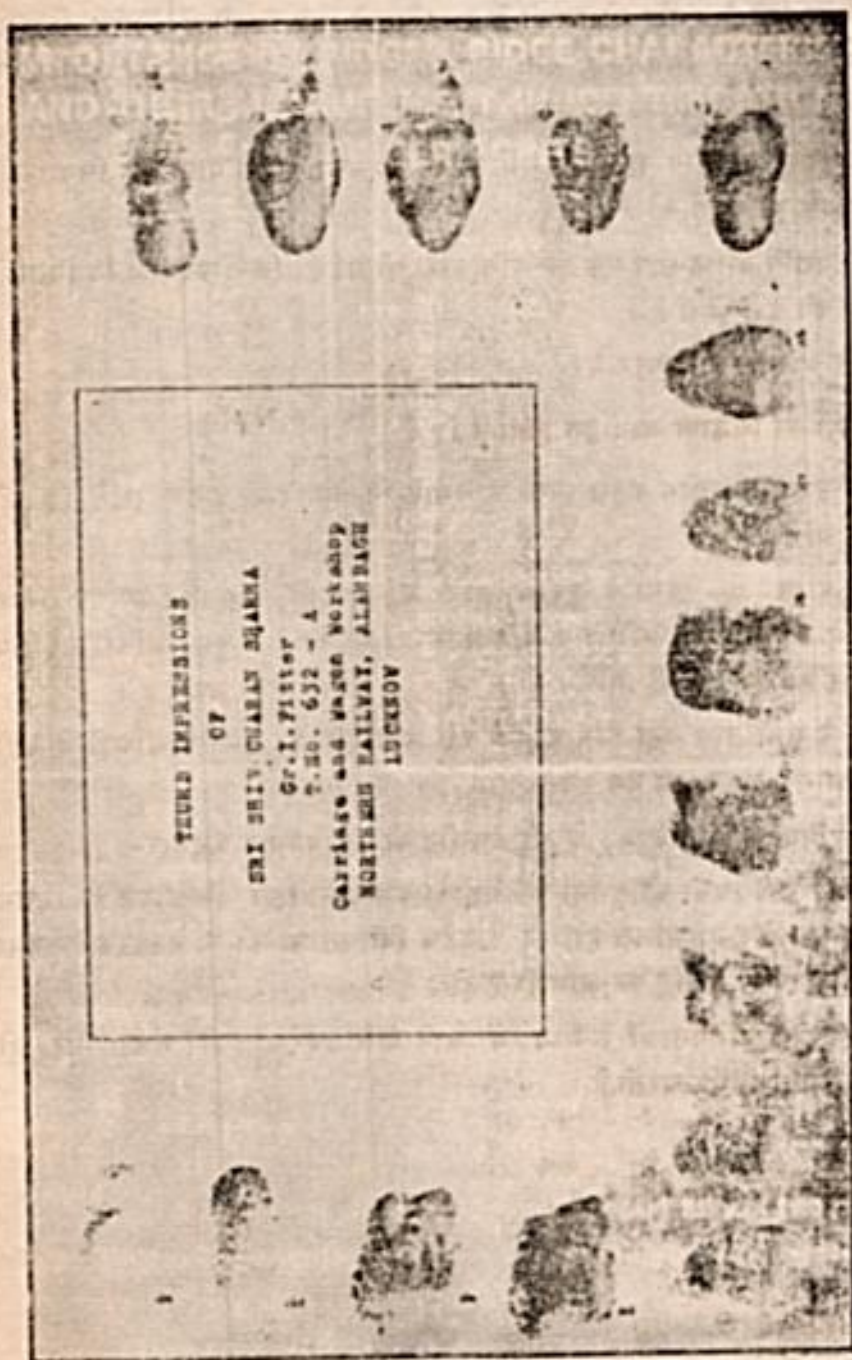 THUMB IMPRESSIONS
OF
SRI SHIV CHARAN SHARMA
Gr.I.Fitter
T.No. 632 - A
Carriage and Wagon Workshop
NORTHERN RAILWAY, ALAMBAGH
LUCKNOW